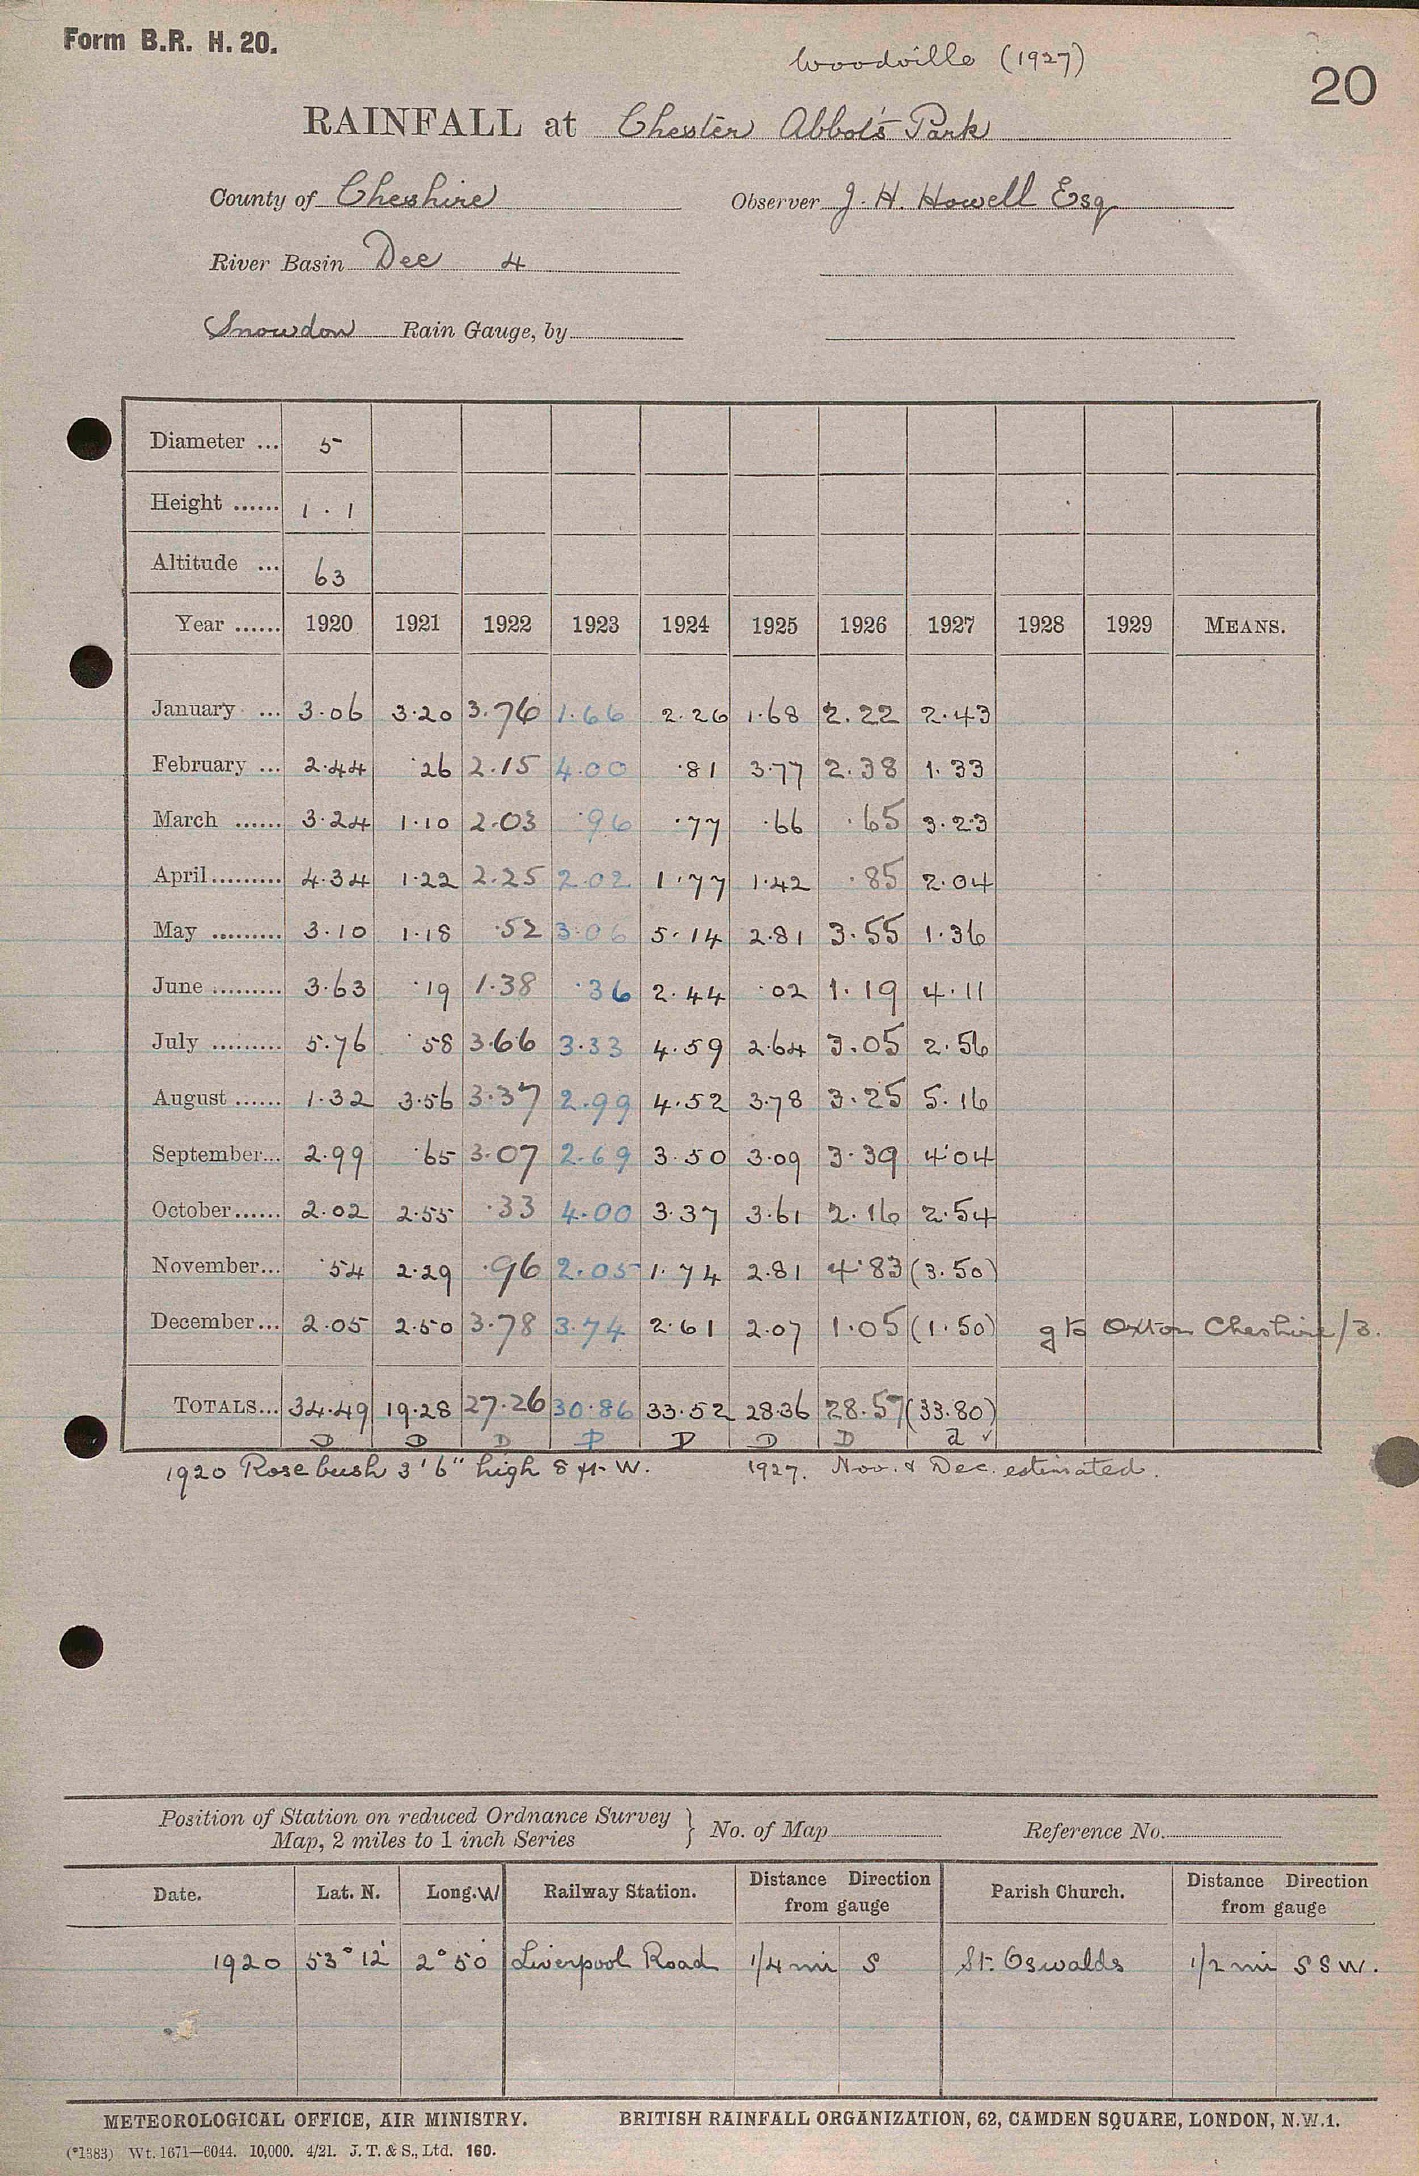 Form B.R. H. 20.
Woodville (1927)
20
RAINFALL at Chester Abbot's Park
County of Cheshire Observer J. H. Howell Esq
River Basin Dee 4
Snowdon Rain Gauge, by
Diameter ... 5
Height ...... 1 . 1
Altitude ... 63
Year ...... 1920 1921 1922 1923 1924 1925 1926 1927 1928 1929 MEANS.
January ... 3.06 3.20 3.76 1.66 2.26 1.68 2.22 2.43
February ... 2.44 .26 2.15 4.00 .81 3.77 2.38 1.33
March ...... 3.24 1.10 2.03 .96 .77 .66 .65 3.23
April ......... 4.34 1.22 2.25 2.02 1.77 1.42 .85 2.04
May ......... 3.10 1.18 .52 3.06 5.14 2.81 3.55 1.36
June ......... 3.63 .19 1.38 .36 2.44 .02 1.19 4.11
July ......... 5.76 .58 3.66 3.33 4.59 2.64 3.05 2.56
August ...... 1.32 3.56 3.37 2.99 4.52 3.78 3.25 5.16
September... 2.99 .65 3.07 2.69 3.50 3.09 3.39 4.04
October...... 2.02 2.55 .33 4.00 3.37 3.61 2.16 2.54
November... .54 2.29 .96 2.05 1.74 2.81 4.83 (3.50)
December... 2.05 2.50 3.78 3.74 2.61 2.07 1.05 (1.50) g to Oxton Cheshire/3.
TOTALS... 34.49 19.28 27.26 30.86 33.52 28.36 28.57 (33.80)
D D D P D D D d ✓
1920 Rose bush 3'6" high 8 ft. W. 1927. Nov. & Dec. estimated.
Position of Station on reduced Ordnance Survey
Map, 2 miles to 1 inch Series } No. of Map Reference No.
Date. Lat. N. Long. W Railway Station. Distance Direction from gauge Parish Church. Distance Direction from gauge
1920 53° 12' 2° 50' Liverpool Road 1/4 mi S St. Oswalds 1/2 mi S S W.
METEOROLOGICAL OFFICE, AIR MINISTRY. BRITISH RAINFALL ORGANIZATION, 62, CAMDEN SQUARE, LONDON, N.W.1.
(*1383) Wt. 1671—6044. 10,000. 4/21. J. T. & S., Ltd. 160.